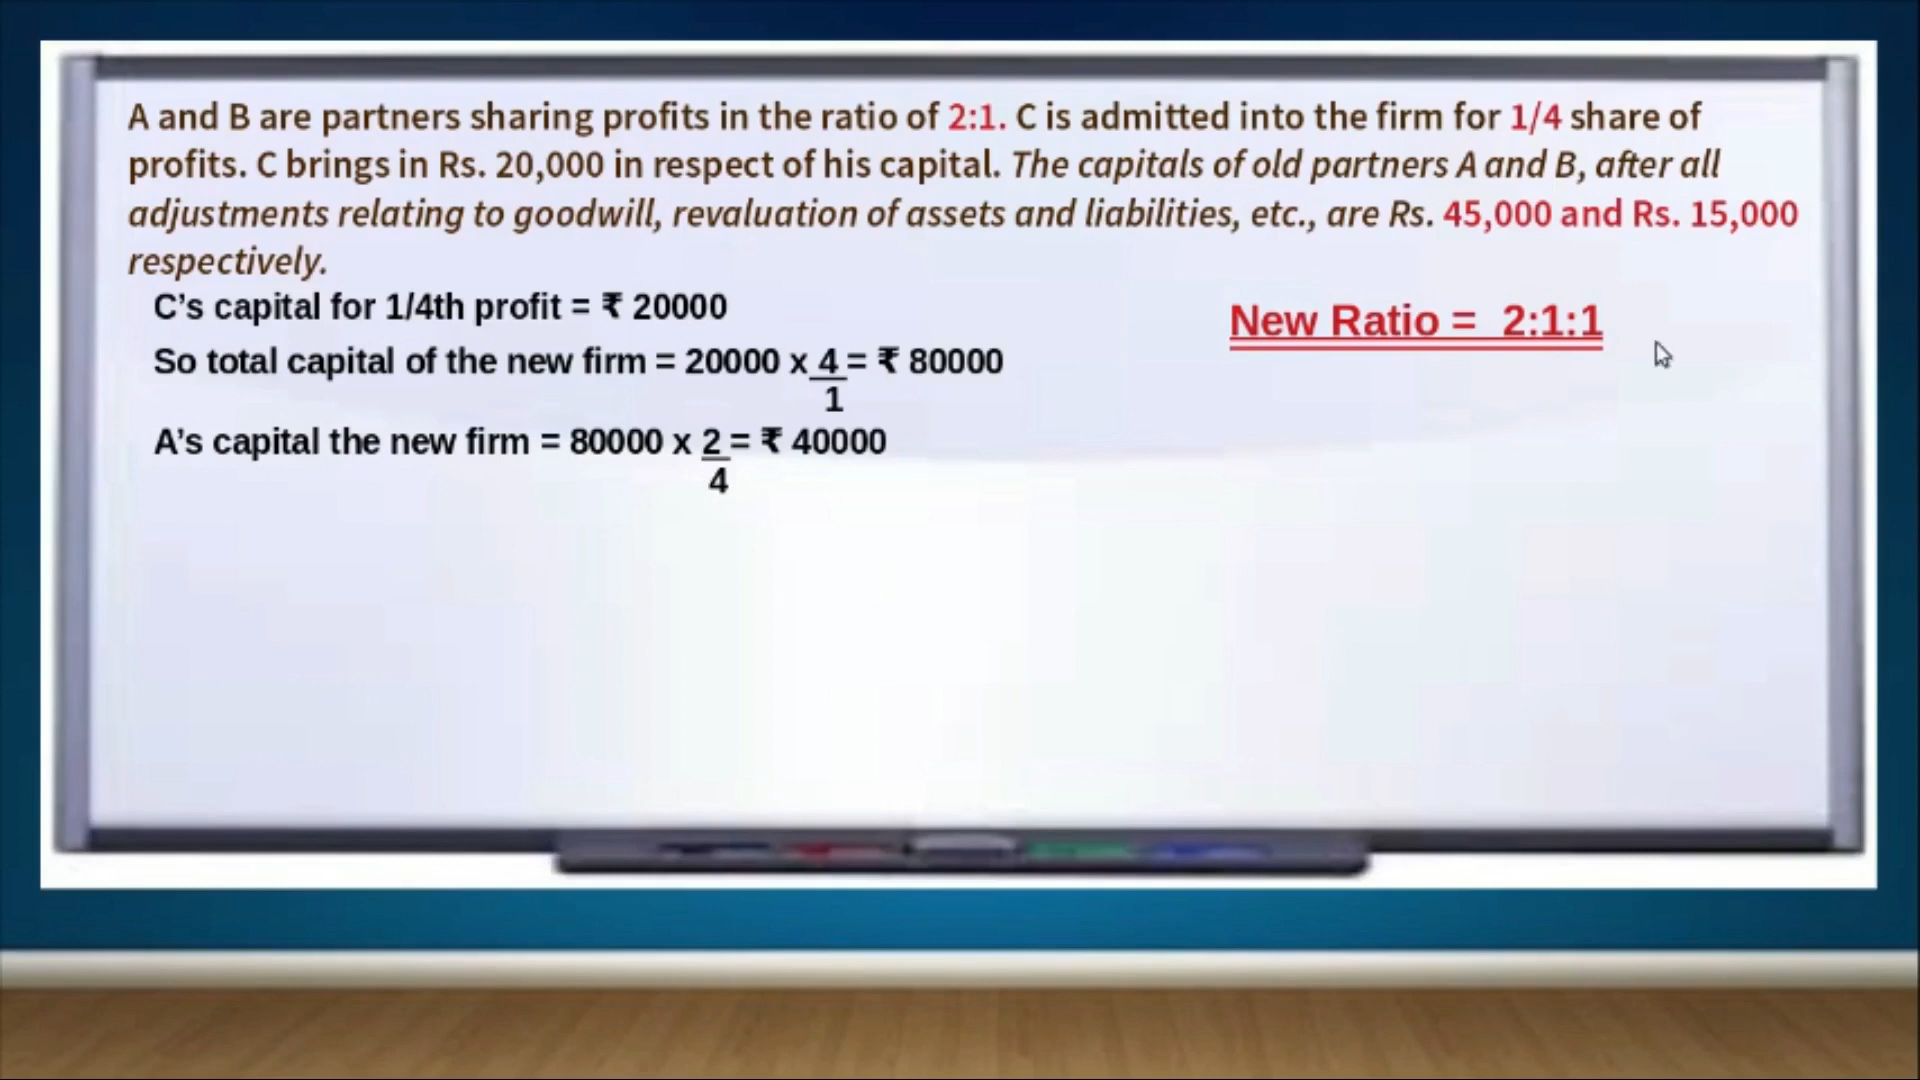 A and B are partners sharing profits in the ratio of 2:1. C is admitted into the firm for 1/4 share of
profits. C brings in Rs. 20,000 in respect of his capital. The capitals of old partners A and B, after all
adjustments relating to goodwill, revaluation of assets and liabilities, etc., are Rs. 45,000 and Rs. 15,000
respectively.
C’s capital for 1/4th profit = ₹ 20000
New Ratio = 2:1:1
So total capital of the new firm = 20000 x 4 = ₹ 80000
1
A’s capital the new firm = 80000 x 2 = ₹ 40000
4